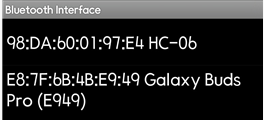 Bluetooth Interface
98:DA:60:01:97:E4 HC-06
E8:7F:6B:4B:E9:49 Galaxy Buds
Pro (E949)